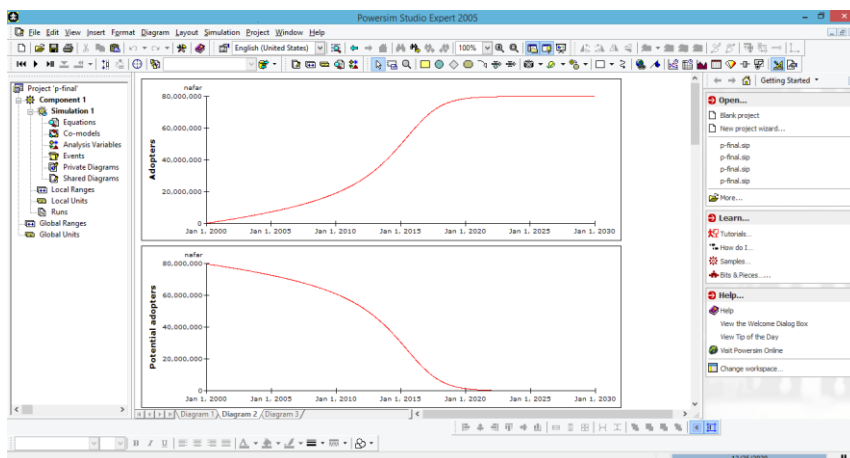 Powersim Studio Expert 2005
File Edit View Insert Format Diagram Layout Simulation Project Window Help
English (United States)
100%
Project 'p-final'
Component 1
Simulation 1
Equations
Co-models
Analysis Variables
Events
Private Diagrams
Shared Diagrams
Local Ranges
Local Units
Runs
Global Ranges
Global Units
nafar
80,000,000
60,000,000
40,000,000
20,000,000
0
Adopters
Jan 1, 2000 Jan 1, 2005 Jan 1, 2010 Jan 1, 2015 Jan 1, 2020 Jan 1, 2025 Jan 1, 2030
nafar
80,000,000
60,000,000
40,000,000
20,000,000
0
Potential adopters
Jan 1, 2000 Jan 1, 2005 Jan 1, 2010 Jan 1, 2015 Jan 1, 2020 Jan 1, 2025 Jan 1, 2030
Diagram 1 Diagram 2 Diagram 3
Getting Started
Open...
Blank project
New project wizard...
p-final.sip
p-final.sip
p-final.sip
p-final.sip
More...
Learn...
Tutorials...
How do I...
Samples...
Bits & Pieces......
Help...
Help
View the Welcome Dialog Box
View Tip of the Day
Visit Powersim Online
Change workspace...
B I U